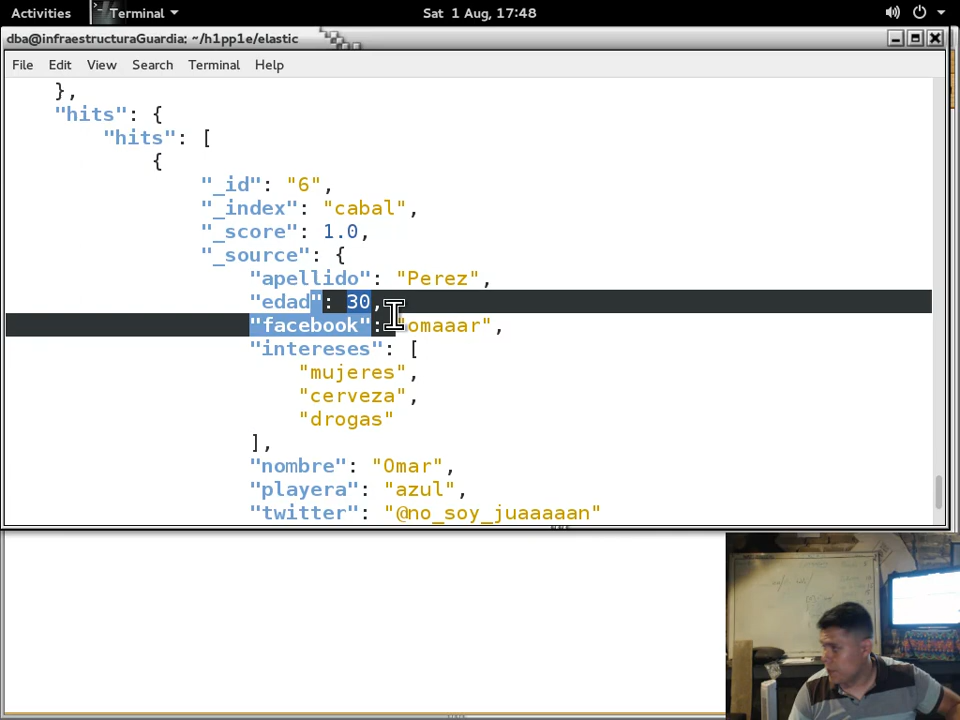 Activities Terminal Sat 1 Aug, 17:48
dba@infraestructuraGuardia: ~/h1pp1e/elastic
File Edit View Search Terminal Help
},
"hits": {
"hits": [
{
"_id": "6",
"_index": "cabal",
"_score": 1.0,
"_source": {
"apellido": "Perez",
"edad": 30,
"facebook": "omaaar",
"intereses": [
"mujeres",
"cerveza",
"drogas"
],
"nombre": "Omar",
"playera": "azul",
"twitter": "@no_soy_juaaaaan"